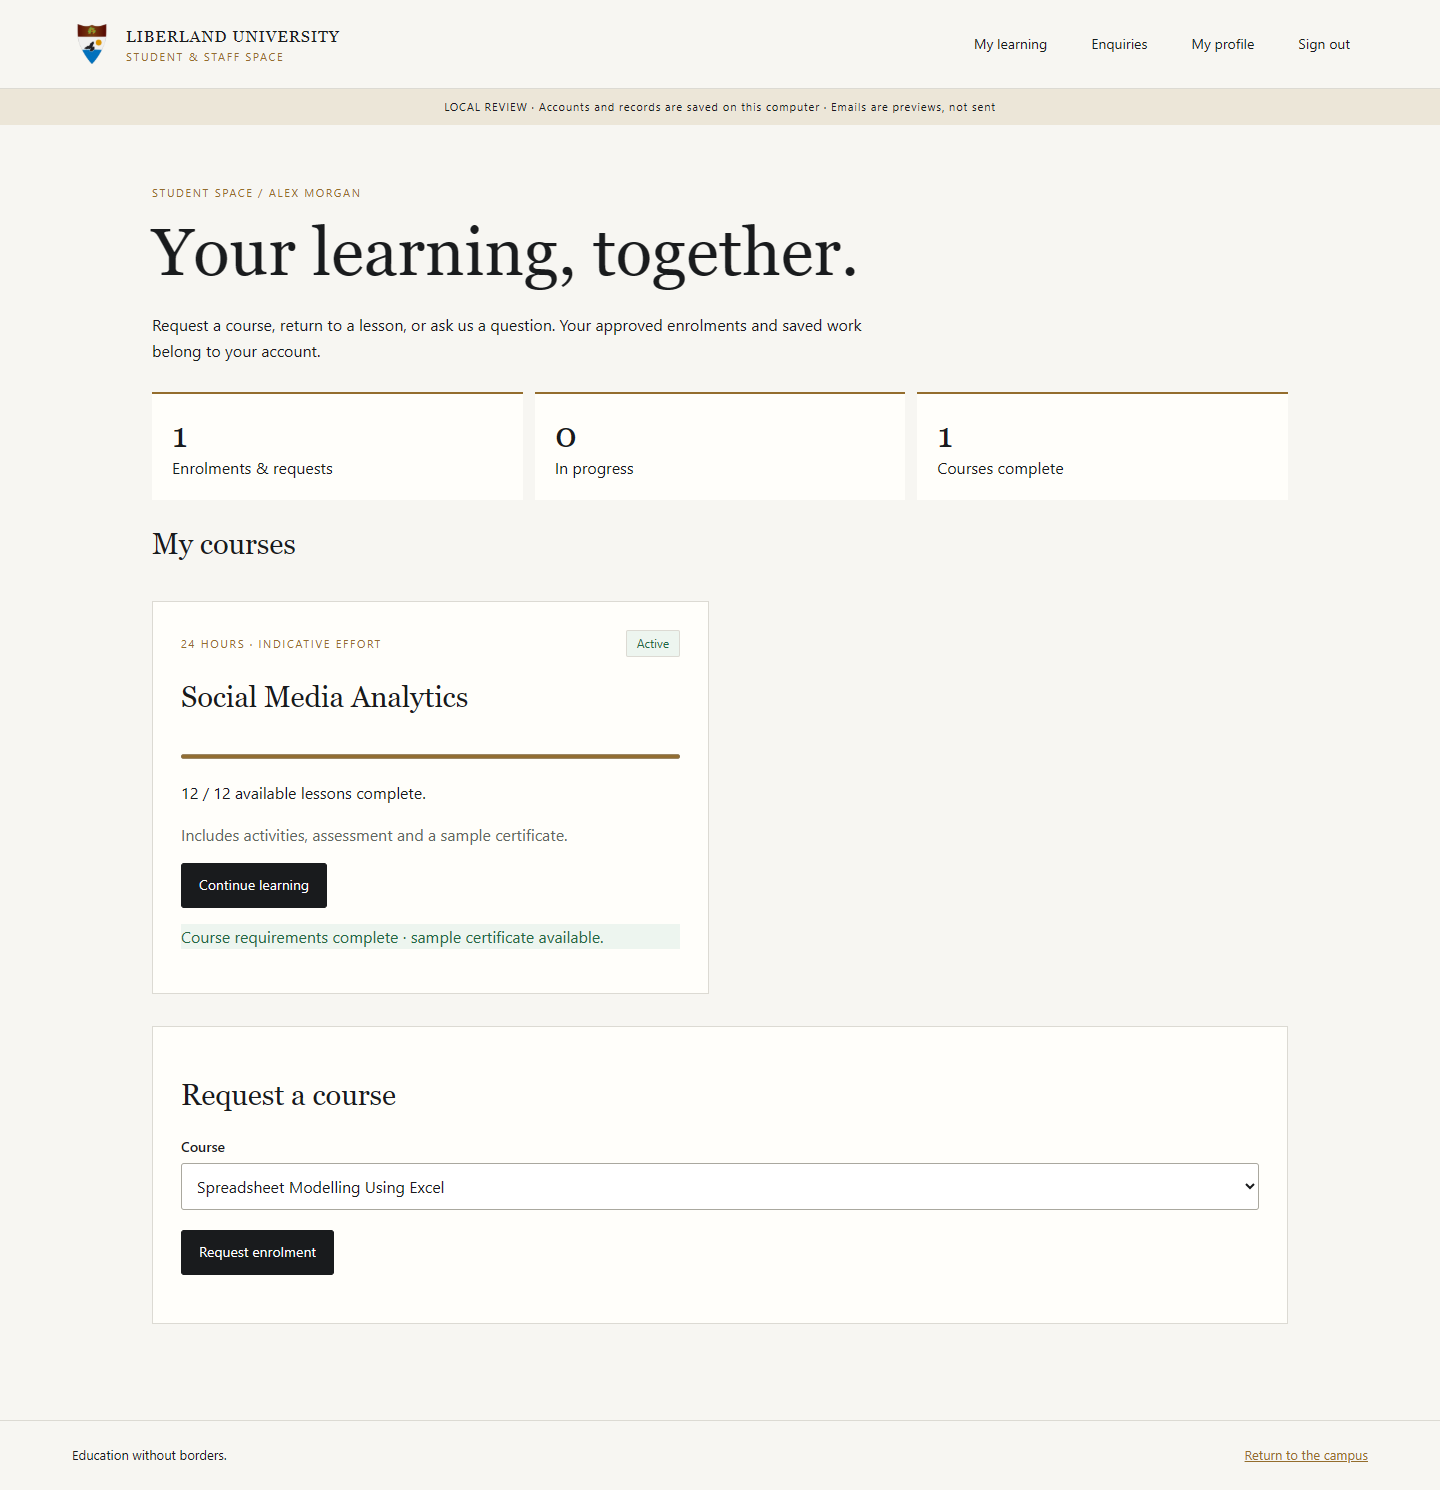 LIBERLAND UNIVERSITY
STUDENT & STAFF SPACE
My learning
Enquiries
My profile
Sign out
LOCAL REVIEW · Accounts and records are saved on this computer · Emails are previews, not sent
STUDENT SPACE / ALEX MORGAN
Your learning, together.
Request a course, return to a lesson, or ask us a question. Your approved enrolments and saved work
belong to your account.
1
Enrolments & requests
0
In progress
1
Courses complete
My courses
24 HOURS · INDICATIVE EFFORT
Active
Social Media Analytics
12 / 12 available lessons complete.
Includes activities, assessment and a sample certificate.
Continue learning
Course requirements complete · sample certificate available.
Request a course
Course
Spreadsheet Modelling Using Excel
Request enrolment
Education without borders.
Return to the campus